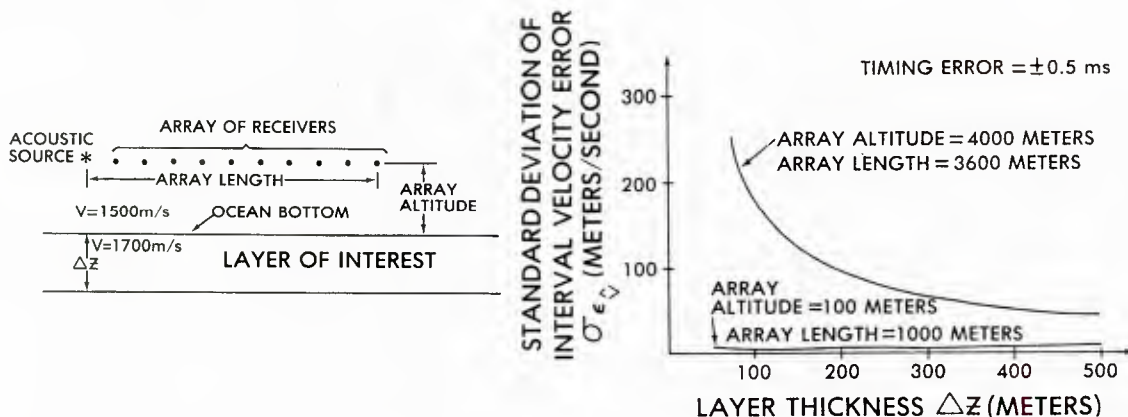 ACOUSTIC
SOURCE *
ARRAY OF RECEIVERS
ARRAY LENGTH
ARRAY
ALTITUDE
V=1500m/s
OCEAN BOTTOM
V=1700m/s
ΔZ
LAYER OF INTEREST
STANDARD DEVIATION OF
INTERVAL VELOCITY ERROR
(METERS/SECOND)
TIMING ERROR = ±0.5 ms
300
200
100
ARRAY ALTITUDE = 4000 METERS
ARRAY LENGTH = 3600 METERS
ARRAY
ALTITUDE =100 METERS
ARRAY LENGTH=1000 METERS
100 200 300 400 500
LAYER THICKNESS ΔZ (METERS)